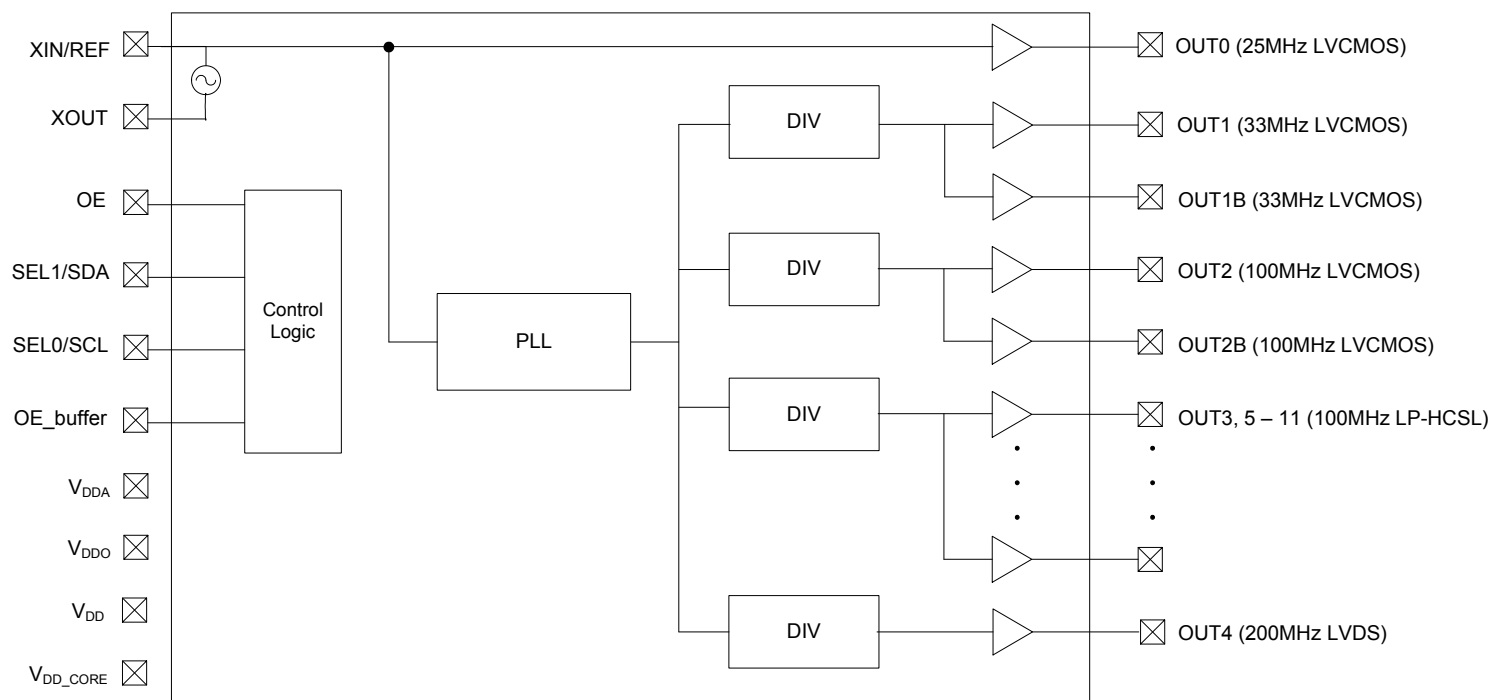 XIN/REF
XOUT
OE
SEL1/SDA
SEL0/SCL
OE_buffer
VDDA
VDDO
VDD
VDD_CORE
Control
Logic
PLL
DIV
DIV
DIV
DIV
OUT0 (25MHz LVCMOS)
OUT1 (33MHz LVCMOS)
OUT1B (33MHz LVCMOS)
OUT2 (100MHz LVCMOS)
OUT2B (100MHz LVCMOS)
OUT3, 5 – 11 (100MHz LP-HCSL)
OUT4 (200MHz LVDS)